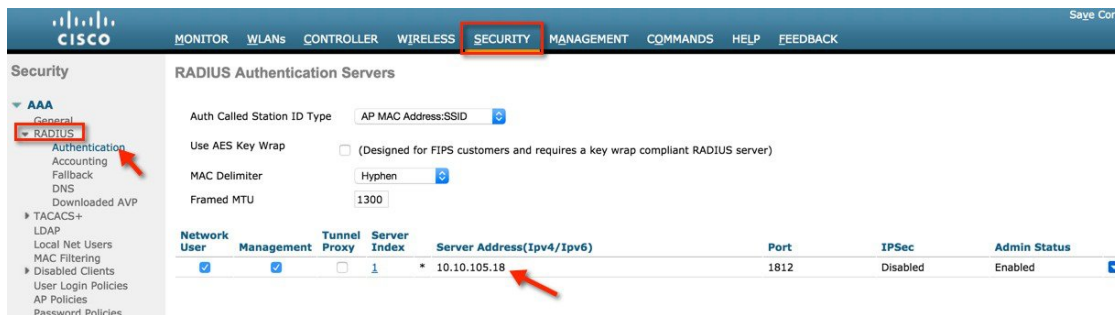 CISCO
Save Con
MONITOR WLANs CONTROLLER WIRELESS SECURITY MANAGEMENT COMMANDS HELP FEEDBACK
Security
AAA
General
RADIUS
Authentication
Accounting
Fallback
DNS
Downloaded AVP
TACACS+
LDAP
Local Net Users
MAC Filtering
Disabled Clients
User Login Policies
AP Policies
Password Policies
RADIUS Authentication Servers
Auth Called Station ID Type AP MAC Address:SSID
Use AES Key Wrap (Designed for FIPS customers and requires a key wrap compliant RADIUS server)
MAC Delimiter Hyphen
Framed MTU 1300
Network Tunnel Server
User Management Proxy Index Server Address(Ipv4/Ipv6) Port IPSec Admin Status
1 * 10.10.105.18 1812 Disabled Enabled